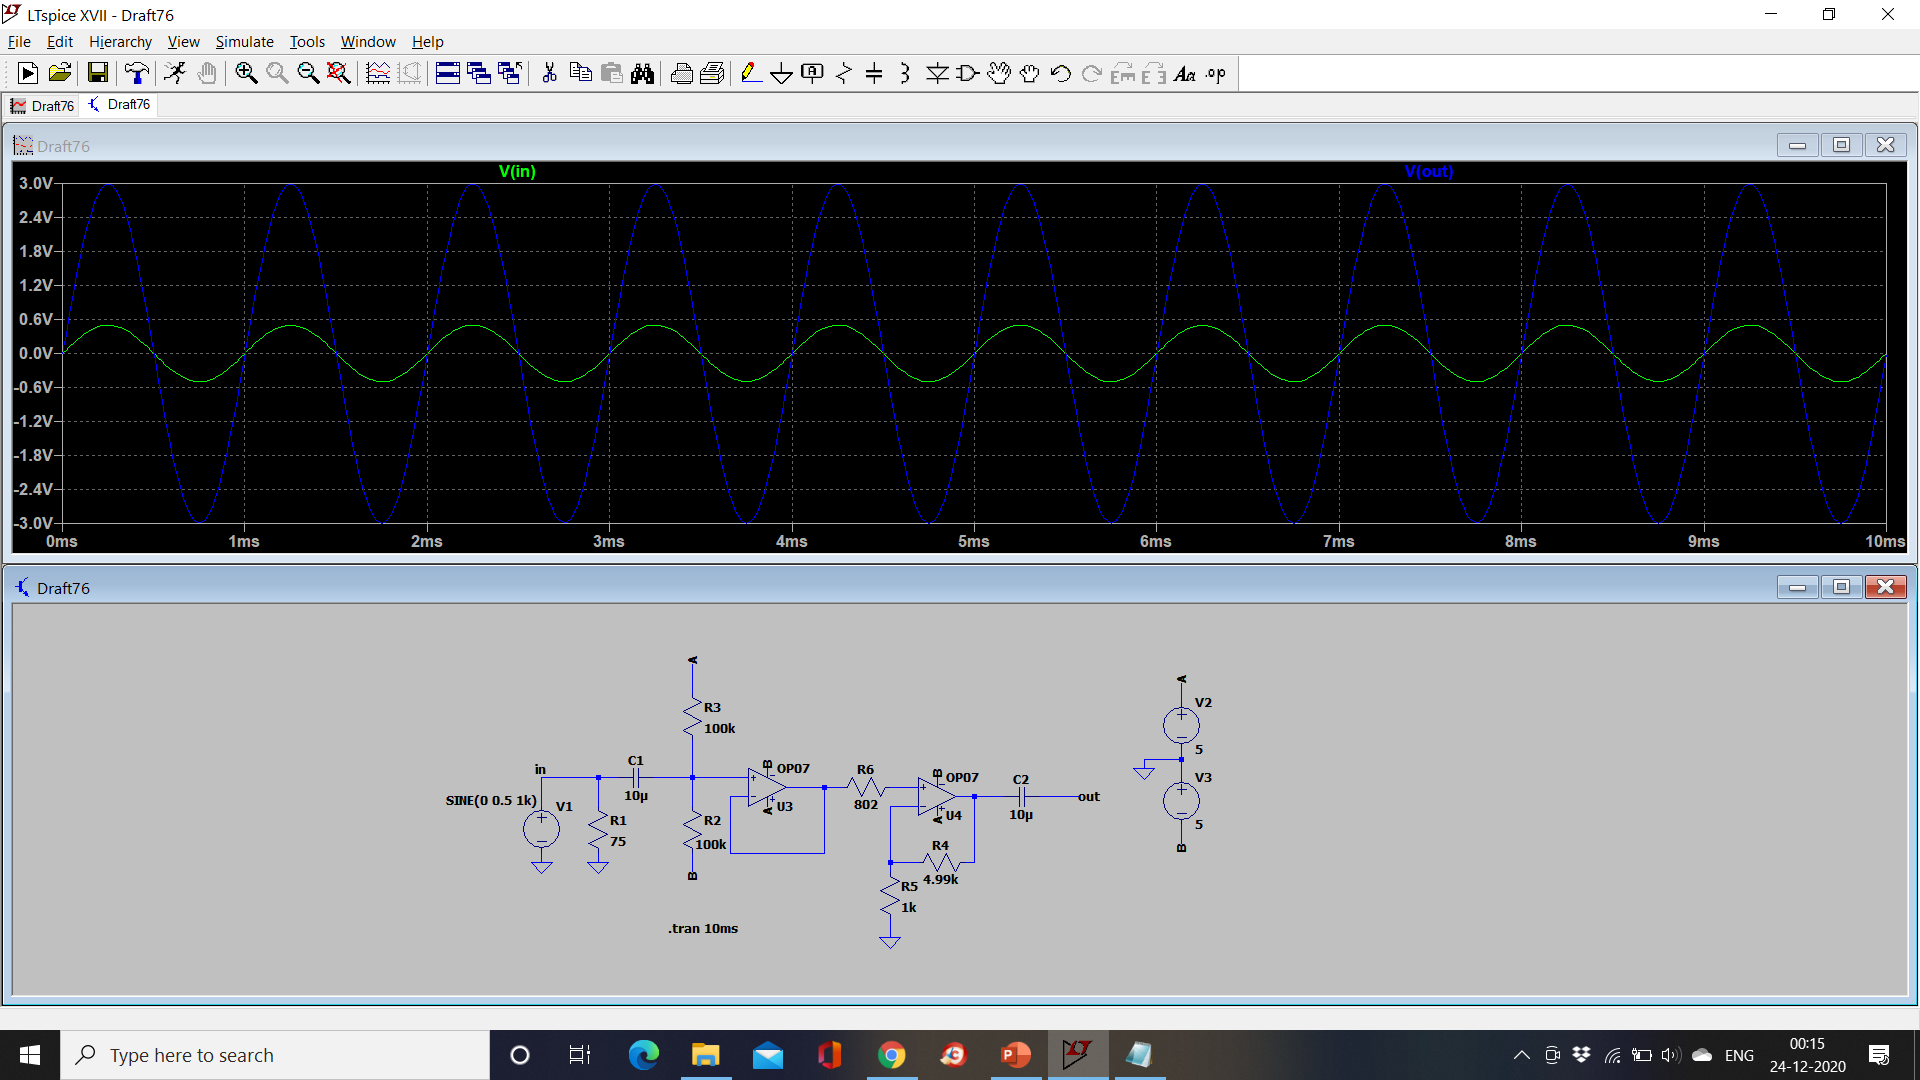 LTspice XVII - Draft76
File Edit Hierarchy View Simulate Tools Window Help
Aa .op
Draft76 Draft76
Draft76
V(in) V(out)
3.0V
2.4V
1.8V
1.2V
0.6V
0.0V
-0.6V
-1.2V
-1.8V
-2.4V
-3.0V
0ms 1ms 2ms 3ms 4ms 5ms 6ms 7ms 8ms 9ms 10ms
Draft76
A
R3
100k
A
V2
5
in
C1
10µ
B
OP07
A
U3
R6
802
B
OP07
A
U4
C2
10µ
out
V3
5
B
SINE(0 0.5 1k)
V1
R1
75
R2
100k
B
R4
4.99k
R5
1k
.tran 10ms
Type here to search
ENG
00:15
24-12-2020